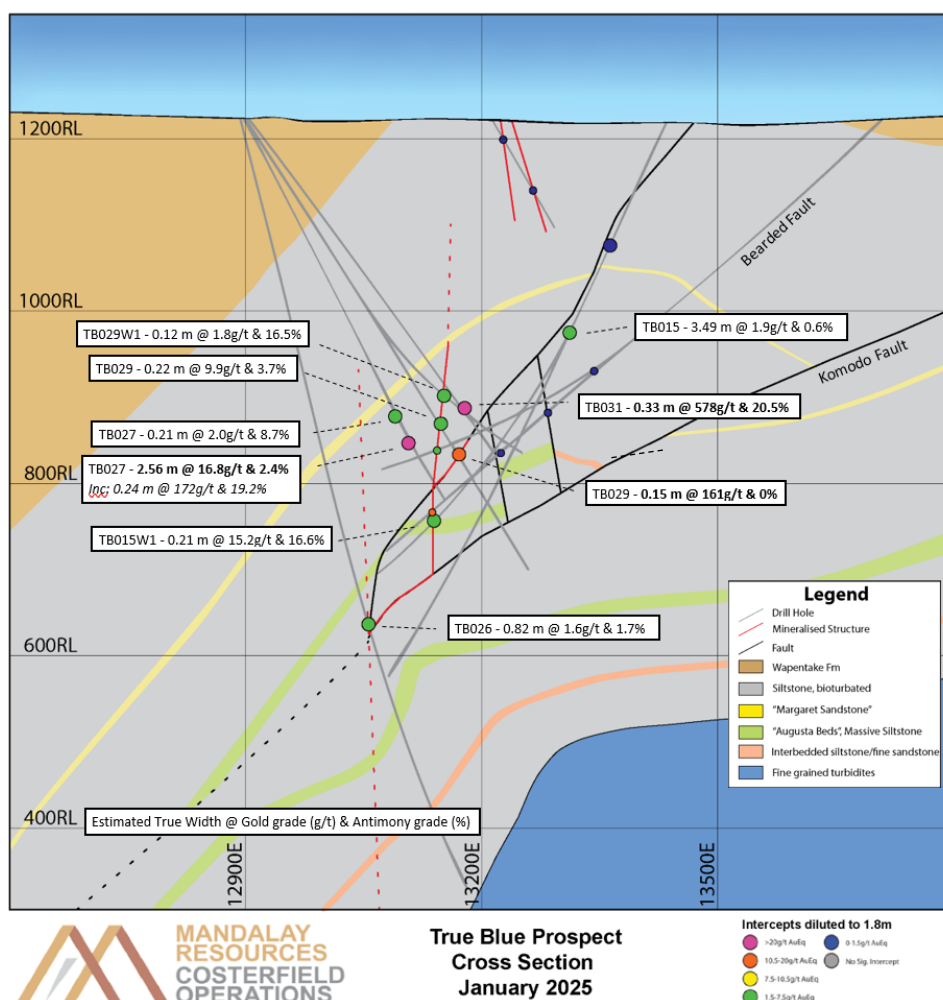 1200RL
Bearded Fault
1000RL
TB029W1 - 0.12 m @ 1.8g/t & 16.5%
TB015 - 3.49 m @ 1.9g/t & 0.6%
Komodo Fault
TB029 - 0.22 m @ 9.9g/t & 3.7%
TB031 - 0.33 m @ 578g/t & 20.5%
TB027 - 0.21 m @ 2.0g/t & 8.7%
800RL
TB027 - 2.56 m @ 16.8g/t & 2.4%
Inc; 0.24 m @ 172g/t & 19.2%
TB029 - 0.15 m @ 161g/t & 0%
TB015W1 - 0.21 m @ 15.2g/t & 16.6%
TB026 - 0.82 m @ 1.6g/t & 1.7%
600RL
Legend
Drill Hole
Mineralised Structure
Fault
Wapentake Fm
Siltstone, bioturbated
"Margaret Sandstone"
"Augusta Beds", Massive Siltstone
Interbedded siltstone/fine sandstone
Fine grained turbidites
400RL
Estimated True Width @ Gold grade (g/t) & Antimony grade (%)
12900E
13200E
13500E
MANDALAY
RESOURCES
COSTERFIELD
OPERATIONS
True Blue Prospect
Cross Section
January 2025
Intercepts diluted to 1.8m
>20g/t AuEq
0-1.5g/t AuEq
10.5-20g/t AuEq
No Sig. Intercept
7.5-10.5g/t AuEq
1.5-7.5g/t AuEq